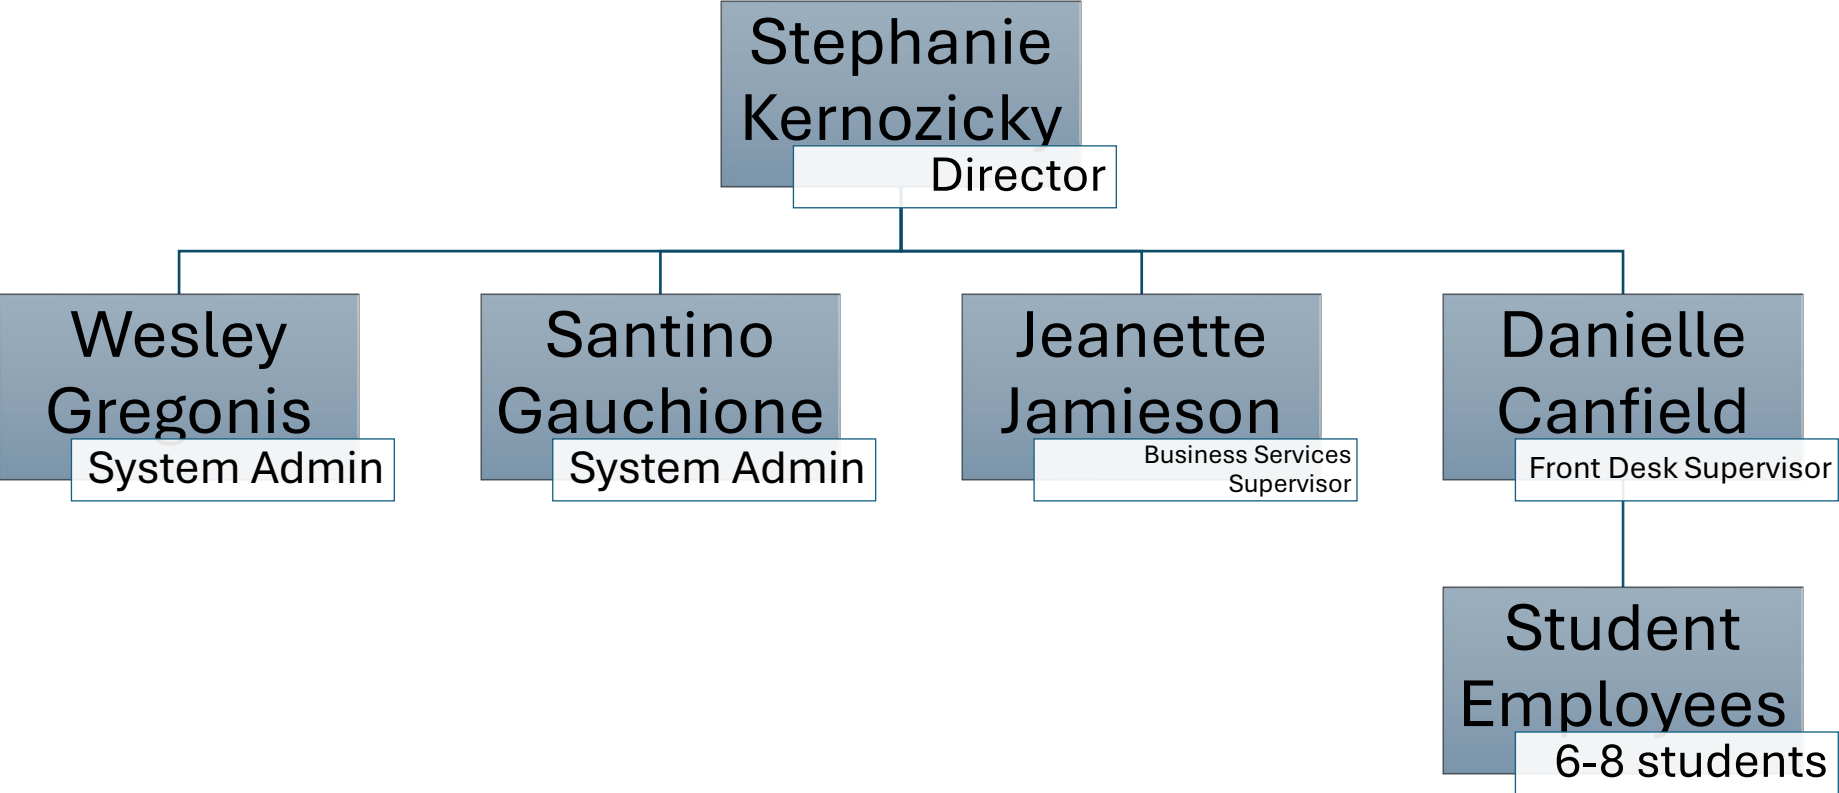 Stephanie
Kernozicky
Director
Wesley
Gregonis
System Admin
Santino
Gauchione
System Admin
Jeanette
Jamieson
Business Services
Supervisor
Danielle
Canfield
Front Desk Supervisor
Student
Employees
6-8 students